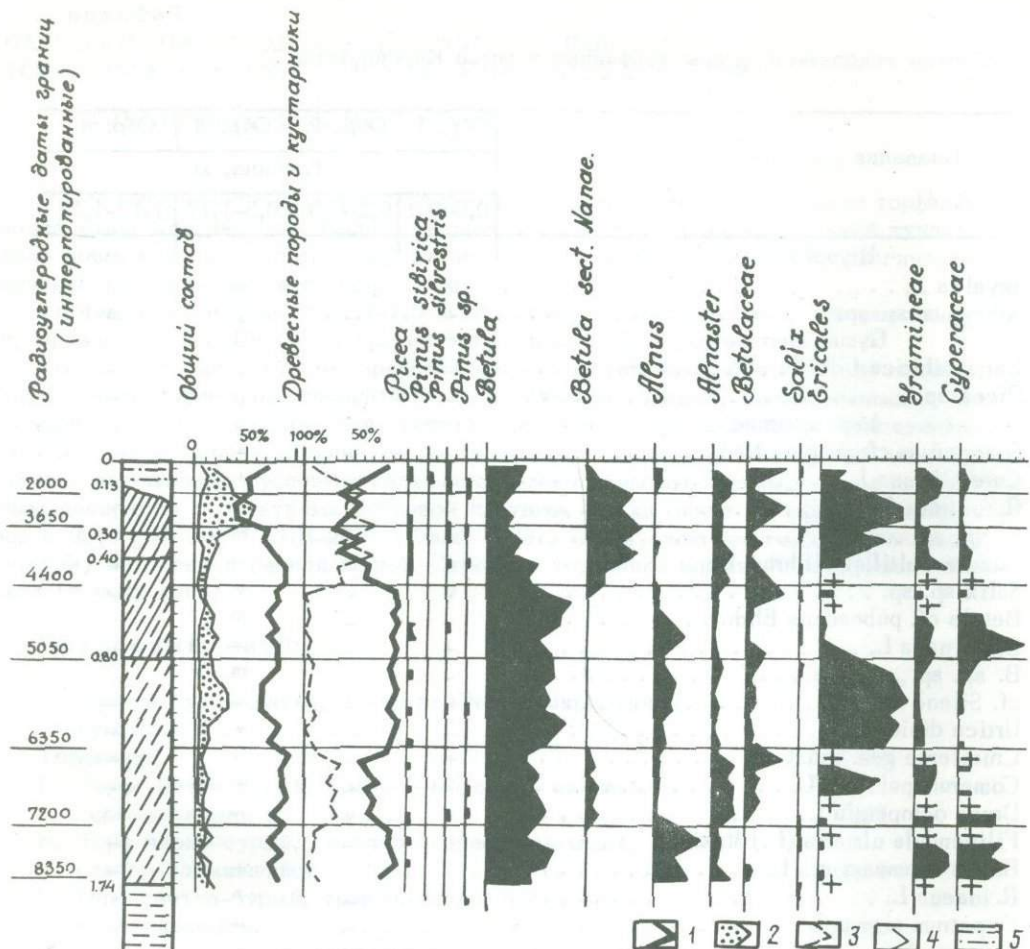 Радиоуглеродные даты границ
(интерполированные)
Общий состав
Древесные породы и кустарники
Picea
Pinus sibirica
Pinus silvestris
Pinus sp.
Betula
Betula sect. Nanae.
Alnus
Alnaster
Betulaceae
Salix
Ericales
Gramineae
Cyperaceae
0 50% 100% 50%
0
2000 0.13
3650
0.30
0.40
4400
5050 0.80
6350
7200
8350
1.74
1 2 3 4 5